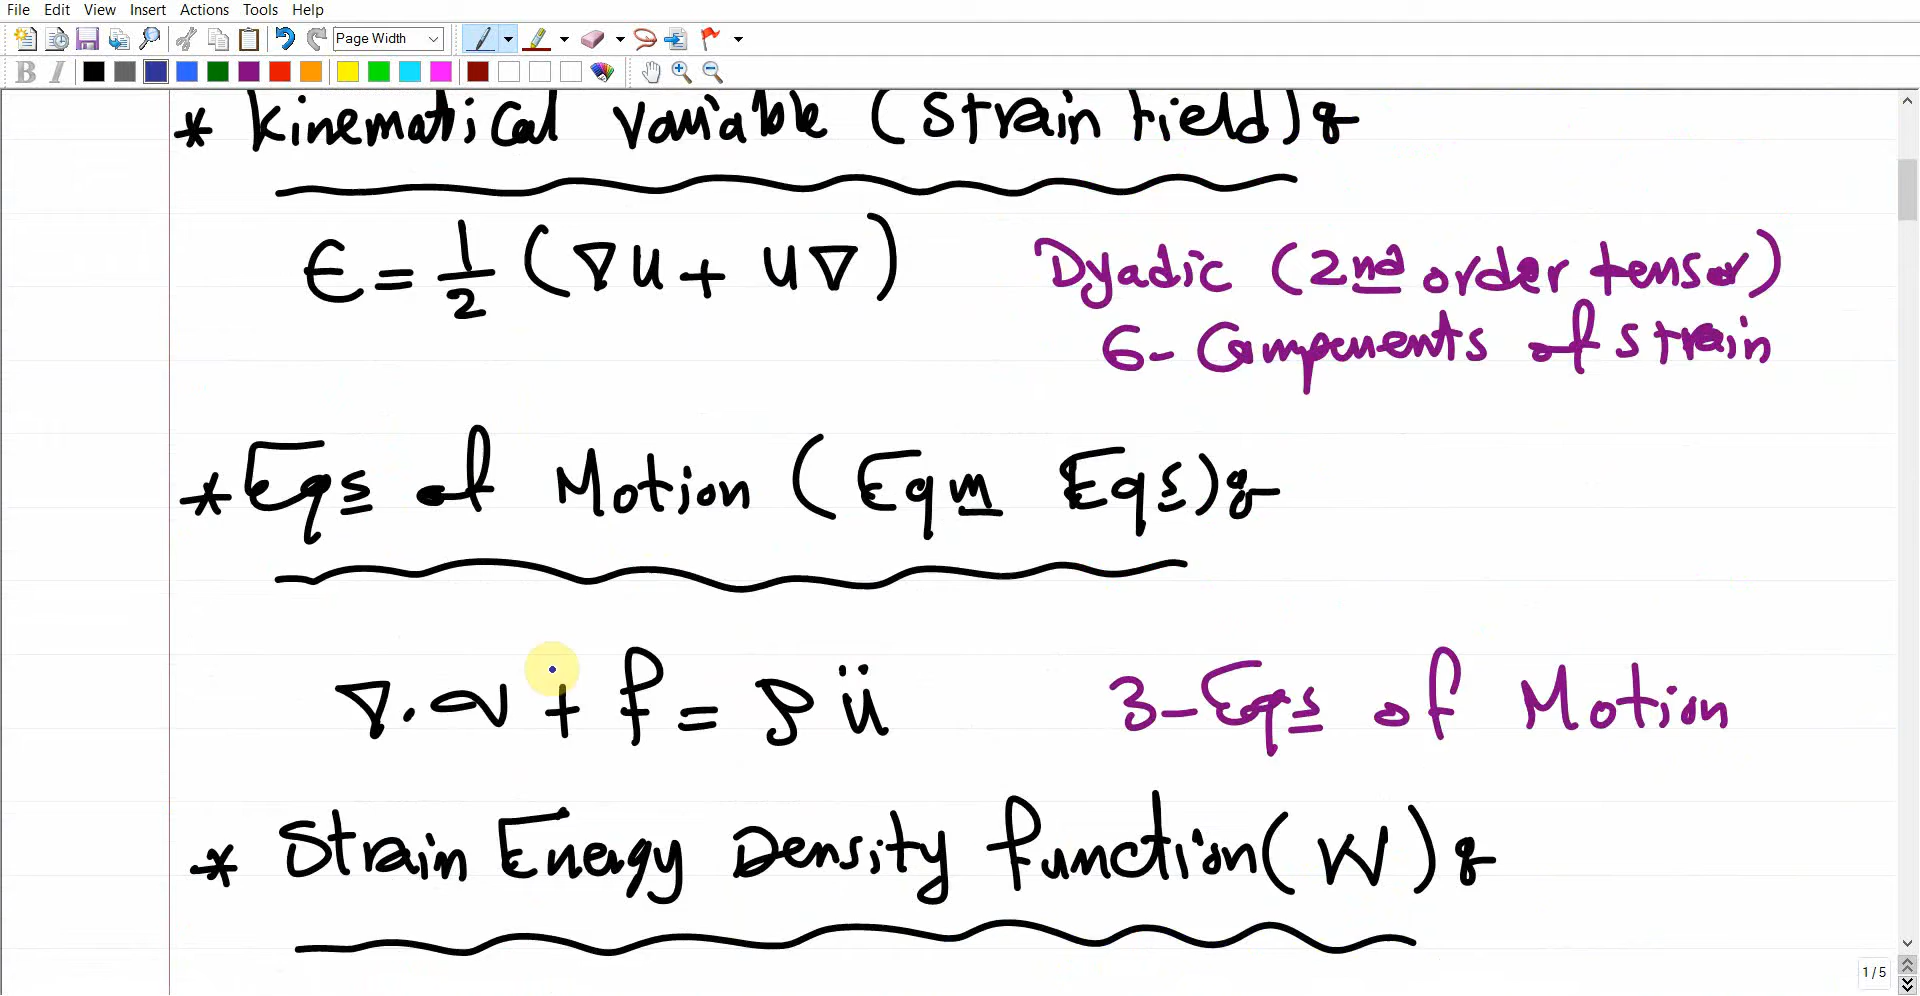 File Edit View Insert Actions Tools Help
Page Width
B I
* Kinematical Variable (Strain Field):-
ϵ = 1/2 (∇u + u∇)
Dyadic (2nd order tensor)
6- Components of Strain
* Eqs of Motion (Eqm Eqs):-
∇.σ + f = ρü
3-Eqs of Motion
* Strain Energy Density function (W):-
1/5